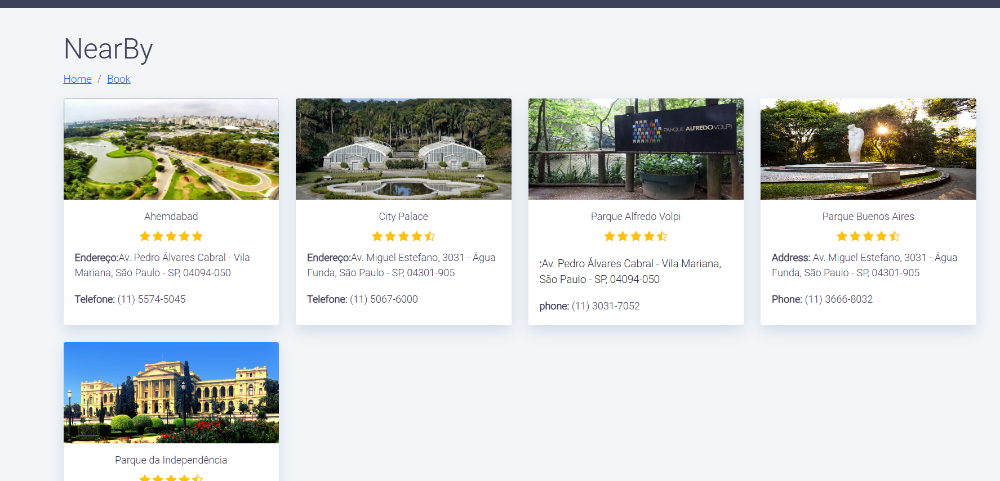 NearBy
Home / Book
PARQUE ALFREDO VOLPI
Ahemdabad
Endereço:Av. Pedro Álvares Cabral - Vila
Mariana, São Paulo - SP, 04094-050
Telefone: (11) 5574-5045
City Palace
Endereço:Av. Miguel Estefano, 3031 - Água
Funda, São Paulo - SP, 04301-905
Telefone: (11) 5067-6000
Parque Alfredo Volpi
:Av. Pedro Álvares Cabral - Vila Mariana,
São Paulo - SP, 04094-050
phone: (11) 3031-7052
Parque Buenos Aires
Address: Av. Miguel Estefano, 3031 - Água
Funda, São Paulo - SP, 04301-905
Phone: (11) 3666-8032
Parque da Independência